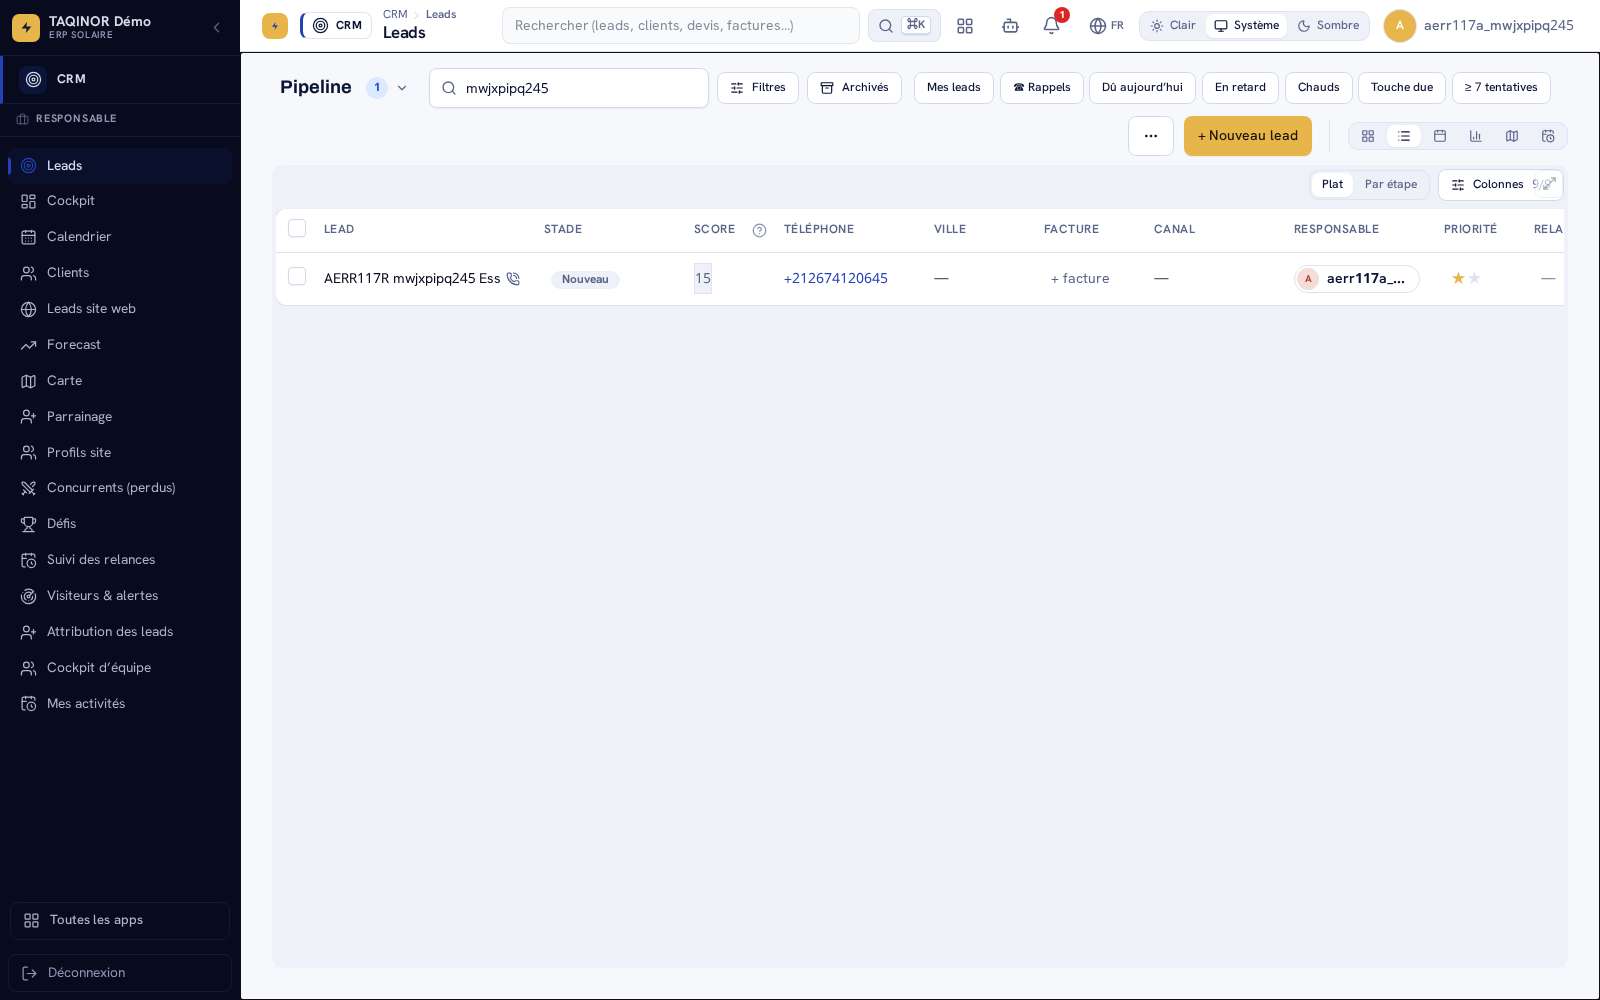 TAQINOR Démo
ERP SOLAIRE
CRM
RESPONSABLE
Leads
Cockpit
Calendrier
Clients
Leads site web
Forecast
Carte
Parrainage
Profils site
Concurrents (perdus)
Défis
Suivi des relances
Visiteurs & alertes
Attribution des leads
Cockpit d’équipe
Mes activités
Toutes les apps
Déconnexion
CRM
CRM > Leads
Leads
Rechercher (leads, clients, devis, factures...)
⌘K
1
FR
Clair Système Sombre
A aerr117a_mwjxpipq245
Pipeline 1
mwjxpipq245
Filtres Archivés Mes leads ☎ Rappels Dû aujourd’hui En retard Chauds Touche due ≥ 7 tentatives
+ Nouveau lead
Plat Par étape Colonnes
LEAD STADE SCORE TÉLÉPHONE VILLE FACTURE CANAL RESPONSABLE PRIORITÉ RELA
AERR117R mwjxpipq245 Ess Nouveau 15 +212674120645 — + facture — A aerr117a_... ★★ —